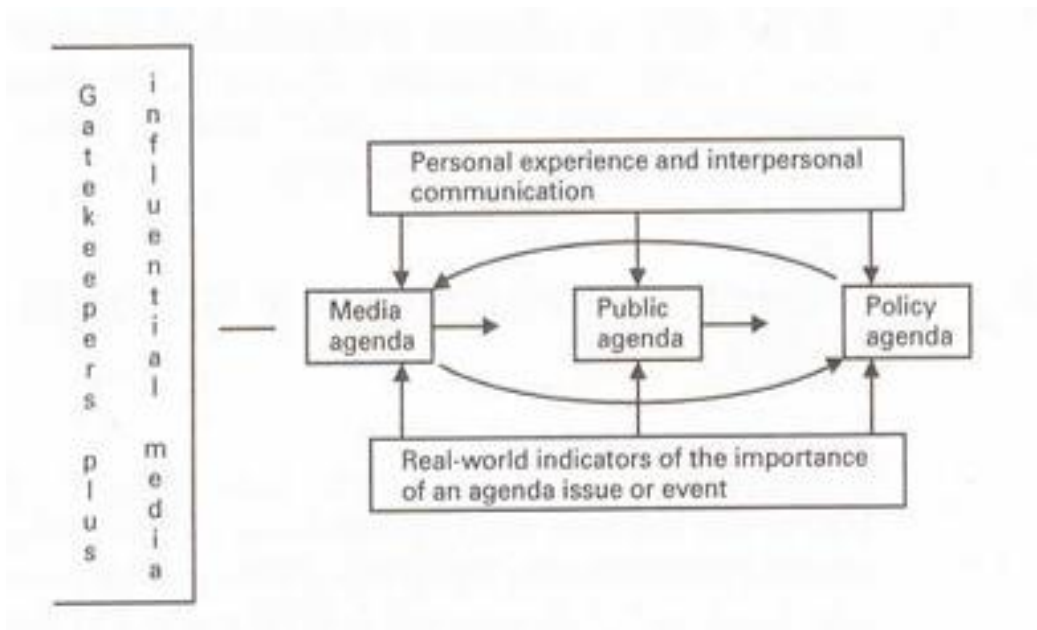 Gatekeepers plus
influential media
Personal experience and interpersonal
communication
Media
agenda
Public
agenda
Policy
agenda
Real-world indicators of the importance
of an agenda issue or event